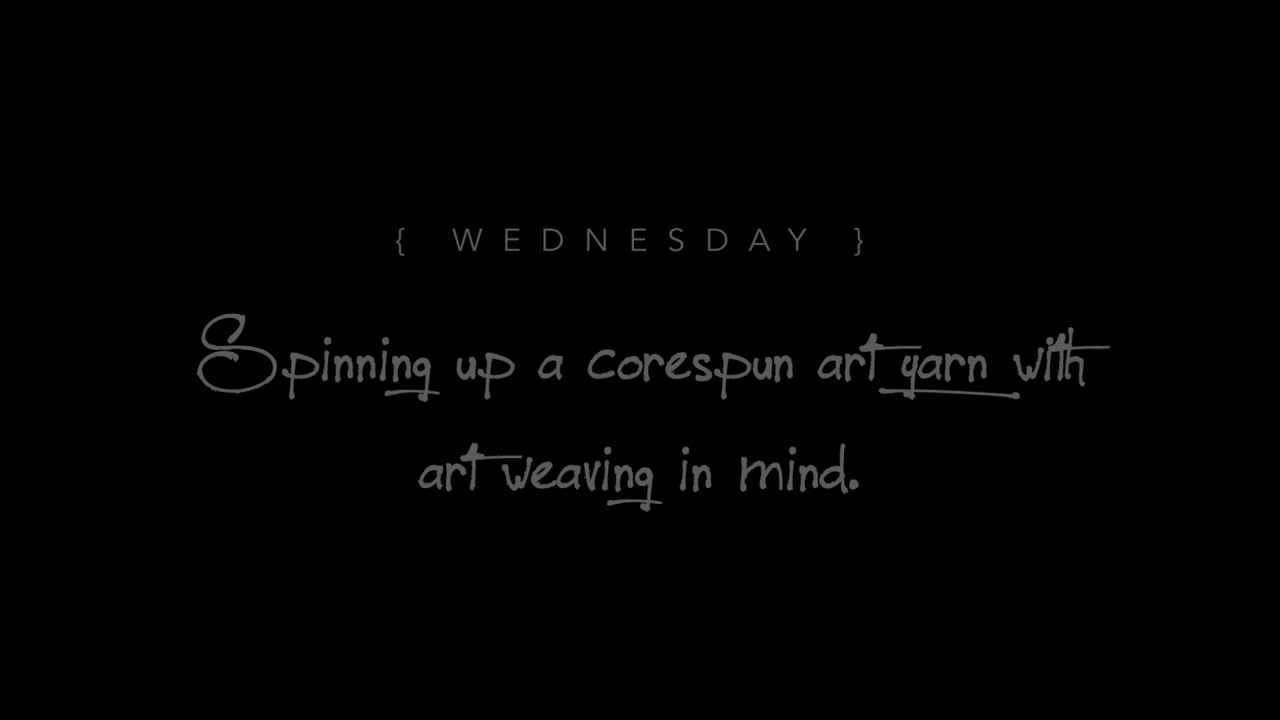 { WEDNESDAY }
Spinning up a corespun art yarn with
art weaving in mind.